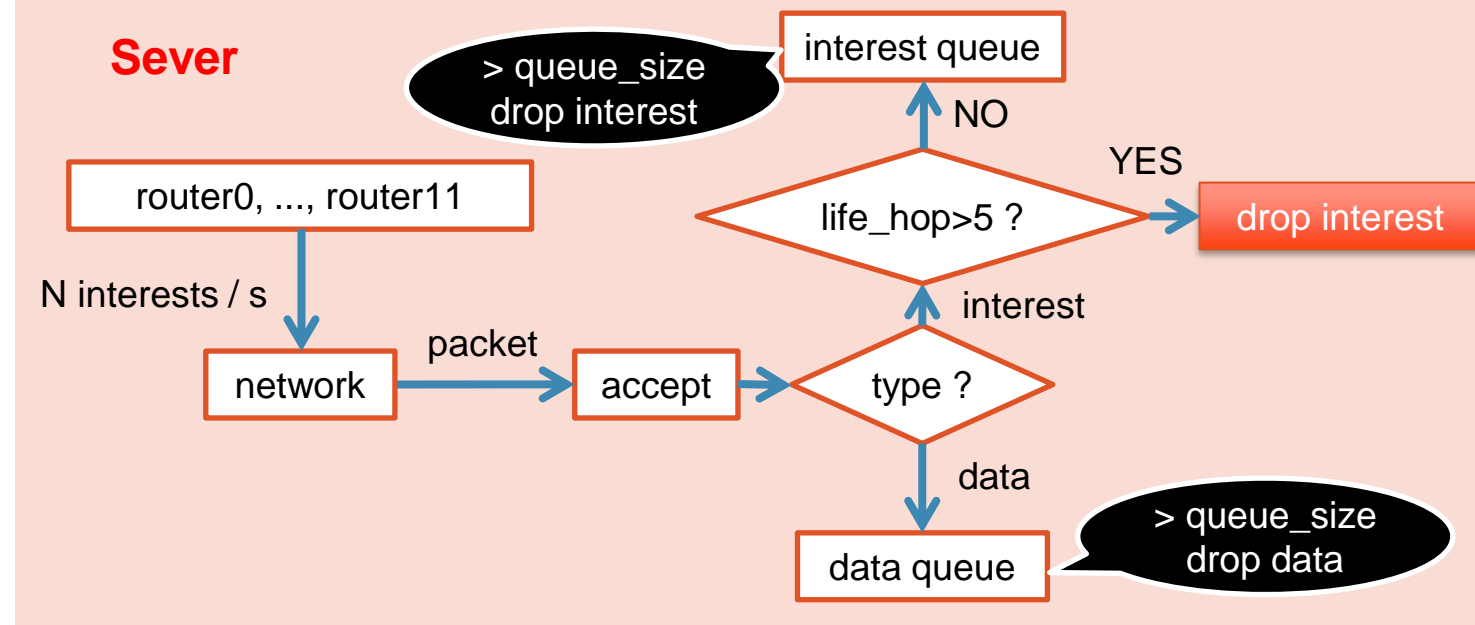 Sever
> queue_size
drop interest
interest queue
NO
YES
router0, ..., router11
life_hop>5 ?
drop interest
N interests / s
interest
packet
network
accept
type ?
data
> queue_size
drop data
data queue